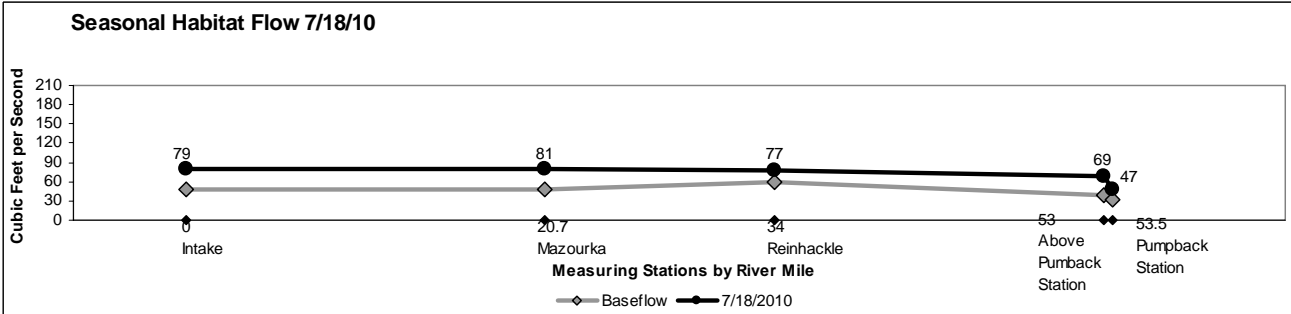 Seasonal Habitat Flow 7/18/10
Cubic Feet per Second
210
180
150
120
90
60
30
0
79
81
77
69
47
0
Intake
20.7
Mazourka
34
Reinhackle
53
Above
Pumback
Station
53.5
Pumpback
Station
Measuring Stations by River Mile
Baseflow
7/18/2010